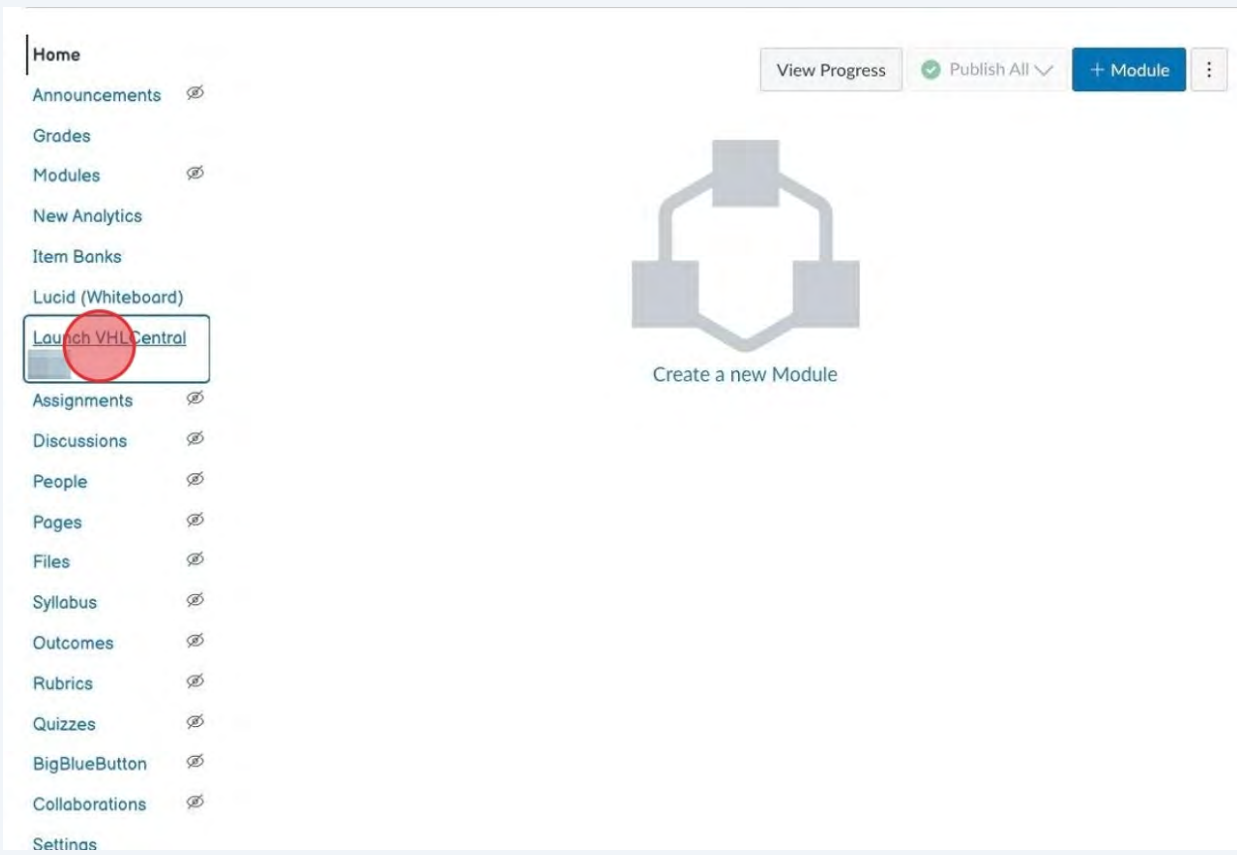 Home
Announcements
Grades
Modules
New Analytics
Item Banks
Lucid (Whiteboard)
Launch VHLCentral
Assignments
Discussions
People
Pages
Files
Syllabus
Outcomes
Rubrics
Quizzes
BigBlueButton
Collaborations
Settings
View Progress
Publish All
+ Module
Create a new Module